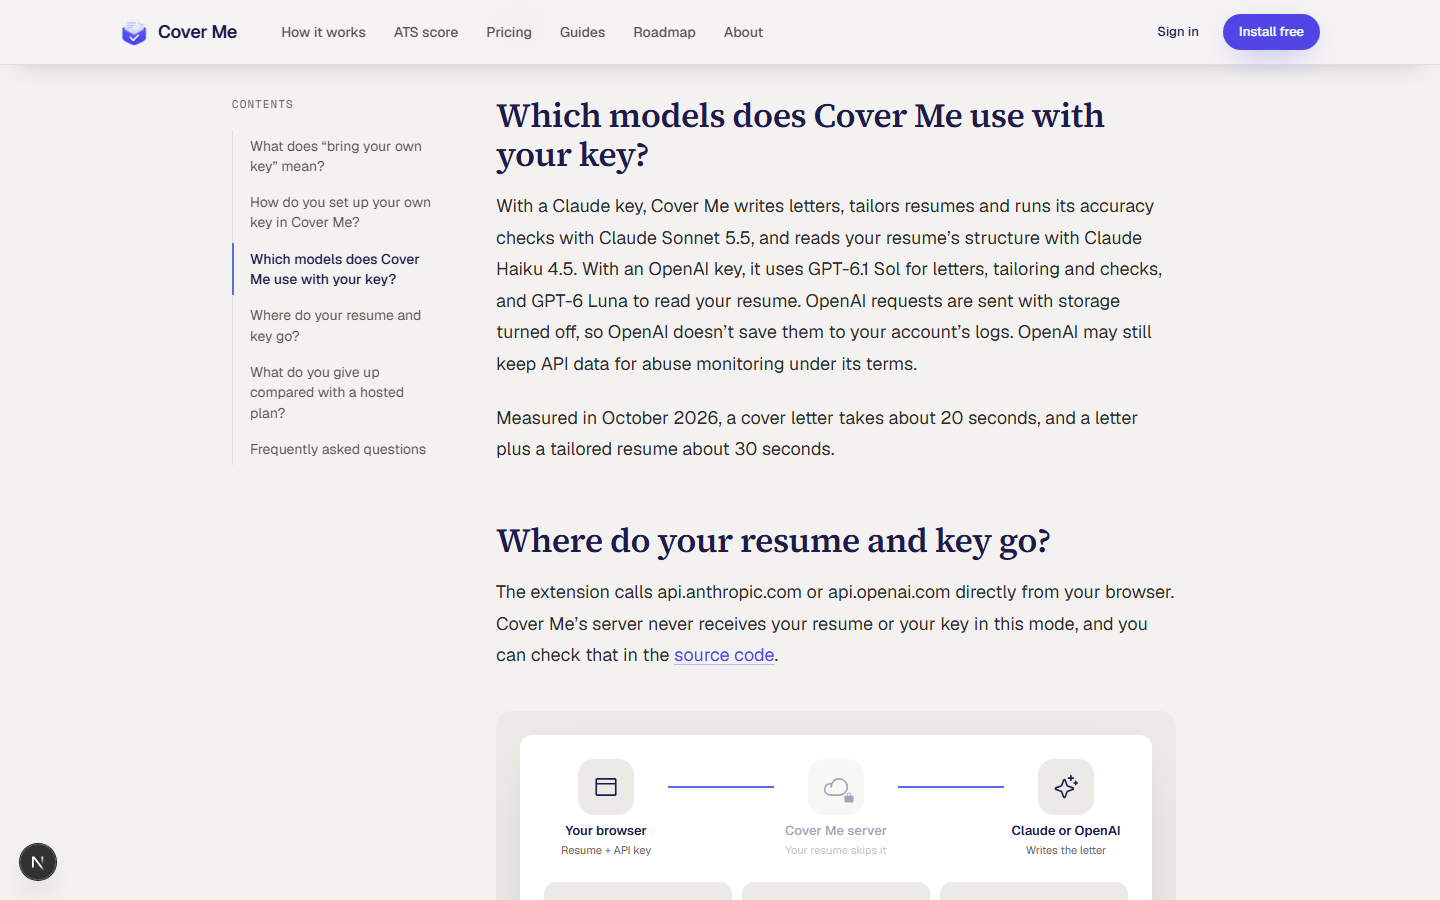 Cover Me
How it works
ATS score
Pricing
Guides
Roadmap
About
Sign in
Install free
CONTENTS
What does “bring your own
key” mean?
How do you set up your own
key in Cover Me?
Which models does Cover
Me use with your key?
Where do your resume and
key go?
What do you give up
compared with a hosted
plan?
Frequently asked questions
Which models does Cover Me use with
your key?
With a Claude key, Cover Me writes letters, tailors resumes and runs its accuracy
checks with Claude Sonnet 5.5, and reads your resume’s structure with Claude
Haiku 4.5. With an OpenAI key, it uses GPT-6.1 Sol for letters, tailoring and checks,
and GPT-6 Luna to read your resume. OpenAI requests are sent with storage
turned off, so OpenAI doesn’t save them to your account’s logs. OpenAI may still
keep API data for abuse monitoring under its terms.
Measured in October 2026, a cover letter takes about 20 seconds, and a letter
plus a tailored resume about 30 seconds.
Where do your resume and key go?
The extension calls api.anthropic.com or api.openai.com directly from your browser.
Cover Me’s server never receives your resume or your key in this mode, and you
can check that in the source code.
Your browser
Resume + API key
Cover Me server
Your resume skips it
Claude or OpenAI
Writes the letter
N